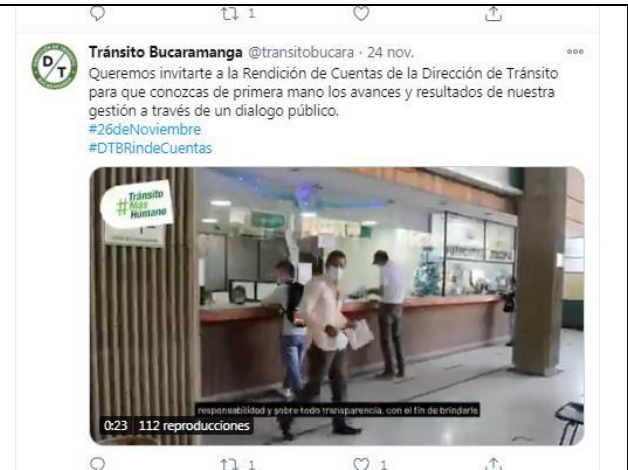 1
Tránsito Bucaramanga @transitobucara · 24 nov.
Queremos invitarte a la Rendición de Cuentas de la Dirección de Tránsito
para que conozcas de primera mano los avances y resultados de nuestra
gestión a través de un dialogo público.
#26deNoviembre
#DTBRindeCuentas
D/T
#Tránsito
Más
Humano
responsabilidad y sobre todo transparencia, con el fin de brindarle
0:23 112 reproducciones
1 1